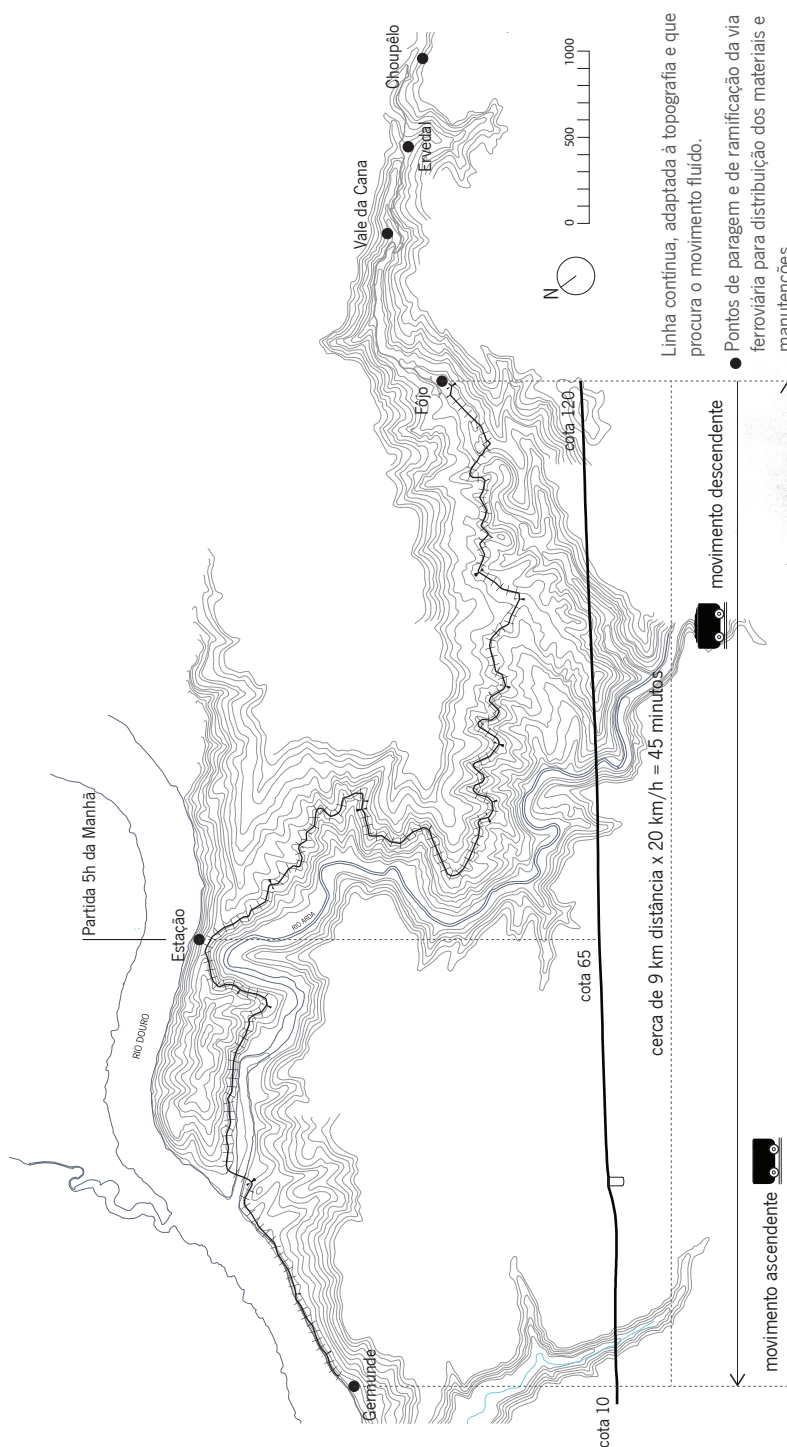 Partida 5h da Manhã
Estação
RIO DOURO
RIO ARDA
Germunde
Fôjo
Vale da Cana
Ervedal
Choupêlo
N
0 500 1000
cota 10
cota 65
cota 120
cerca de 9 km distância x 20 km/h = 45 minutos
movimento ascendente
movimento descendente
Linha contínua, adaptada à topografia e que
procura o movimento fluído.
Pontos de paragem e de ramificação da via
ferroviária para distribuição dos materiais e
manutenções